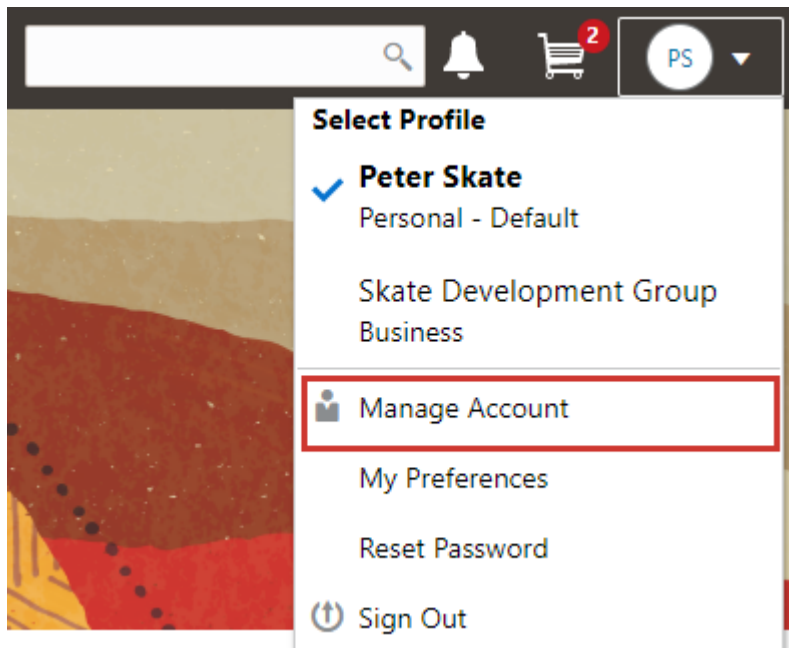 2
PS
Select Profile
Peter Skate
Personal - Default
Skate Development Group
Business
Manage Account
My Preferences
Reset Password
Sign Out